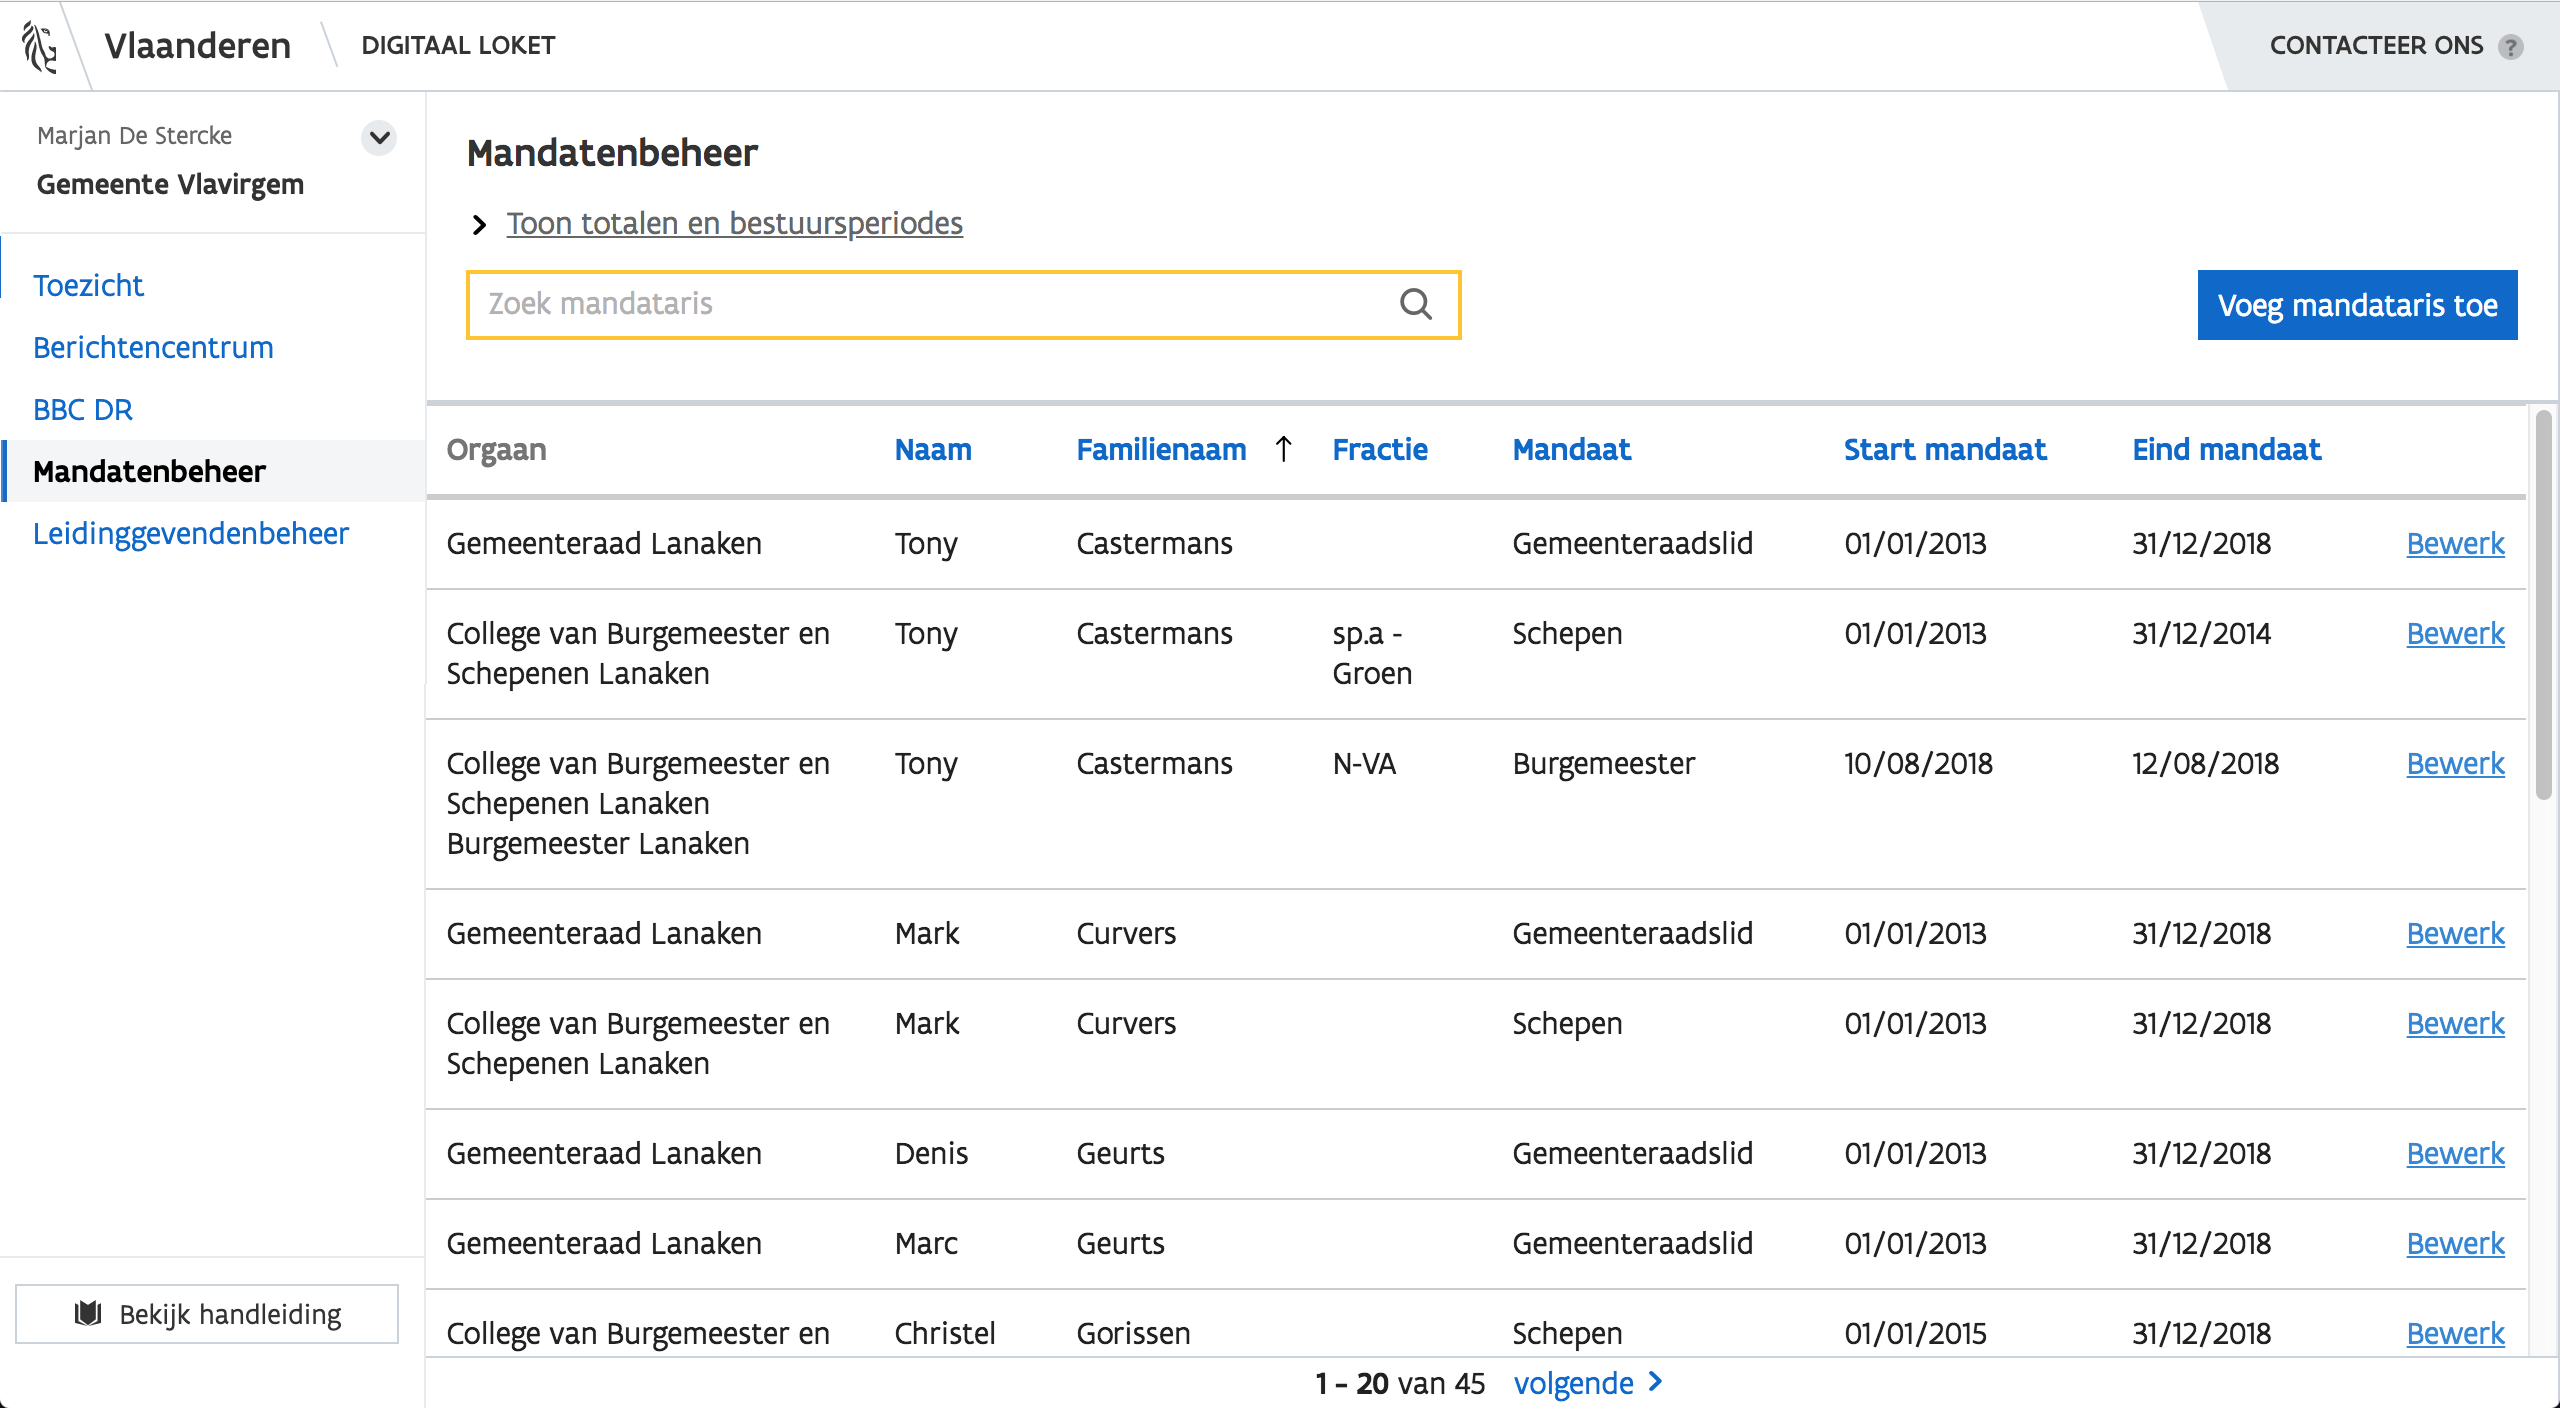 Vlaanderen
DIGITAAL LOKET
CONTACTEER ONS ?
Marjan De Stercke
Gemeente Vlavirgem
Toezicht
Berichtencentrum
BBC DR
Mandatenbeheer
Leidinggevendenbeheer
Bekijk handleiding
Mandatenbeheer
Toon totalen en bestuursperiodes
Zoek mandataris
Voeg mandataris toe
Orgaan Naam Familienaam ↑ Fractie Mandaat Start mandaat Eind mandaat
Gemeenteraad Lanaken Tony Castermans Gemeenteraadslid 01/01/2013 31/12/2018 Bewerk
College van Burgemeester en Tony Castermans sp.a - Schepen 01/01/2013 31/12/2014 Bewerk
Schepenen Lanaken Groen
College van Burgemeester en Tony Castermans N-VA Burgemeester 10/08/2018 12/08/2018 Bewerk
Schepenen Lanaken
Burgemeester Lanaken
Gemeenteraad Lanaken Mark Curvers Gemeenteraadslid 01/01/2013 31/12/2018 Bewerk
College van Burgemeester en Mark Curvers Schepen 01/01/2013 31/12/2018 Bewerk
Schepenen Lanaken
Gemeenteraad Lanaken Denis Geurts Gemeenteraadslid 01/01/2013 31/12/2018 Bewerk
Gemeenteraad Lanaken Marc Geurts Gemeenteraadslid 01/01/2013 31/12/2018 Bewerk
College van Burgemeester en Christel Gorissen Schepen 01/01/2015 31/12/2018 Bewerk
1 - 20 van 45 volgende